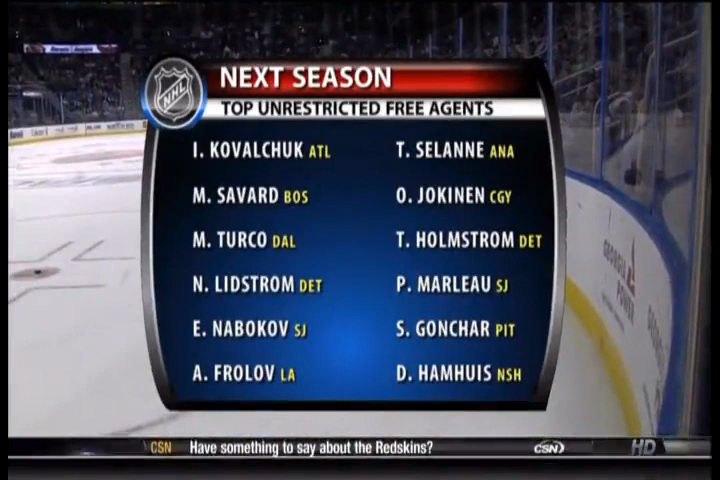 NHL
NEXT SEASON
TOP UNRESTRICTED FREE AGENTS
I. KOVALCHUK ATL
M. SAVARD BOS
M. TURCO DAL
N. LIDSTROM DET
E. NABOKOV SJ
A. FROLOV LA
T. SELANNE ANA
O. JOKINEN CGY
T. HOLMSTROM DET
P. MARLEAU SJ
S. GONCHAR PIT
D. HAMHUIS NSH
GEORGIA
POWER
CSN Have something to say about the Redskins?
CSN
HD